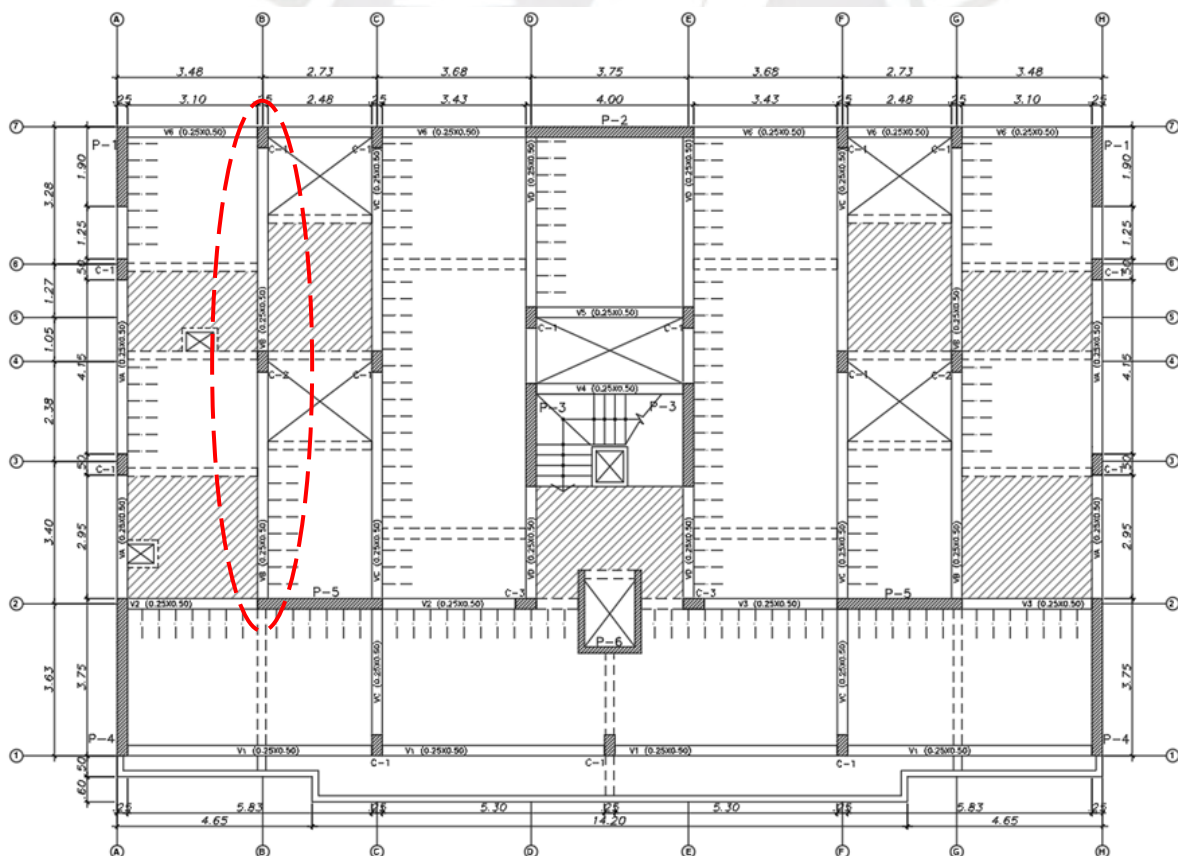 A B C D E F G H
3.48 2.73 3.68 3.75 3.68 2.73 3.48
.25 3.10 .25 2.48 .25 3.43 4.00 3.43 .25 2.48 .25 3.10 .25
7 V6 (0.25X0.50) V6 (0.25X0.50) P-2 V6 (0.25X0.50) V6 (0.25X0.50) V6 (0.25X0.50) 7
P-1 C-1 C-1 C-1 C-1 P-1
VC (0.25X0.50) VD (0.25X0.50) VD (0.25X0.50) VC (0.25X0.50)
3.28 1.90 1.90
1.25 1.25
6 .50 C-1 C-1 .50 6
1.27
5 V5 (0.25X0.50) 5
C-1 C-1
VA (0.25X0.50) VB (0.25X0.50) VB (0.25X0.50) VA (0.25X0.50)
1.05
4 4.15 4.15 4
C-2 C-1 C-1 C-2
V4 (0.25X0.50)
2.38 P-3 P-3
3 .50 C-1 C-1 .50 3
3.40 2.95 2.95
VA (0.25X0.50) VB (0.25X0.50) VC (0.25X0.50) VD (0.25X0.50) VD (0.25X0.50) VC (0.25X0.50) VB (0.25X0.50) VA (0.25X0.50)
P-5 C-3 C-3 P-5
2 V2 (0.25X0.50) V2 (0.25X0.50) V3 (0.25X0.50) V3 (0.25X0.50) 2
P-6
3.63 3.75 VC (0.25X0.50) VC (0.25X0.50) 3.75
P-4 P-4
V1 (0.25X0.50) V1 (0.25X0.50) V1 (0.25X0.50) V1 (0.25X0.50)
1 C-1 C-1 C-1 1
.50
.60
.25 5.83 .25 5.30 .25 5.30 .25 5.83 .25
4.65 14.20 4.65
A B C D E F G H